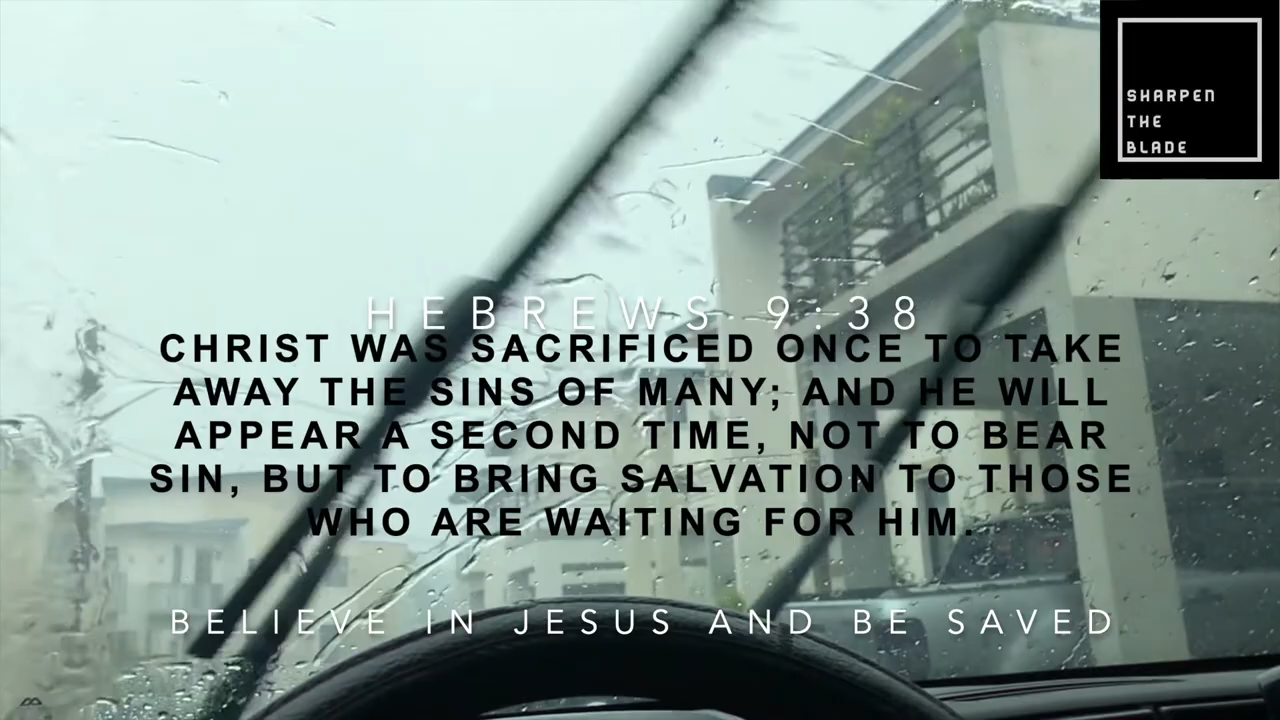 SHARPEN
THE
BLADE
HEBREWS 9:38
CHRIST WAS SACRIFICED ONCE TO TAKE
AWAY THE SINS OF MANY; AND HE WILL
APPEAR A SECOND TIME, NOT TO BEAR
SIN, BUT TO BRING SALVATION TO THOSE
WHO ARE WAITING FOR HIM.
BELIEVE IN JESUS AND BE SAVED